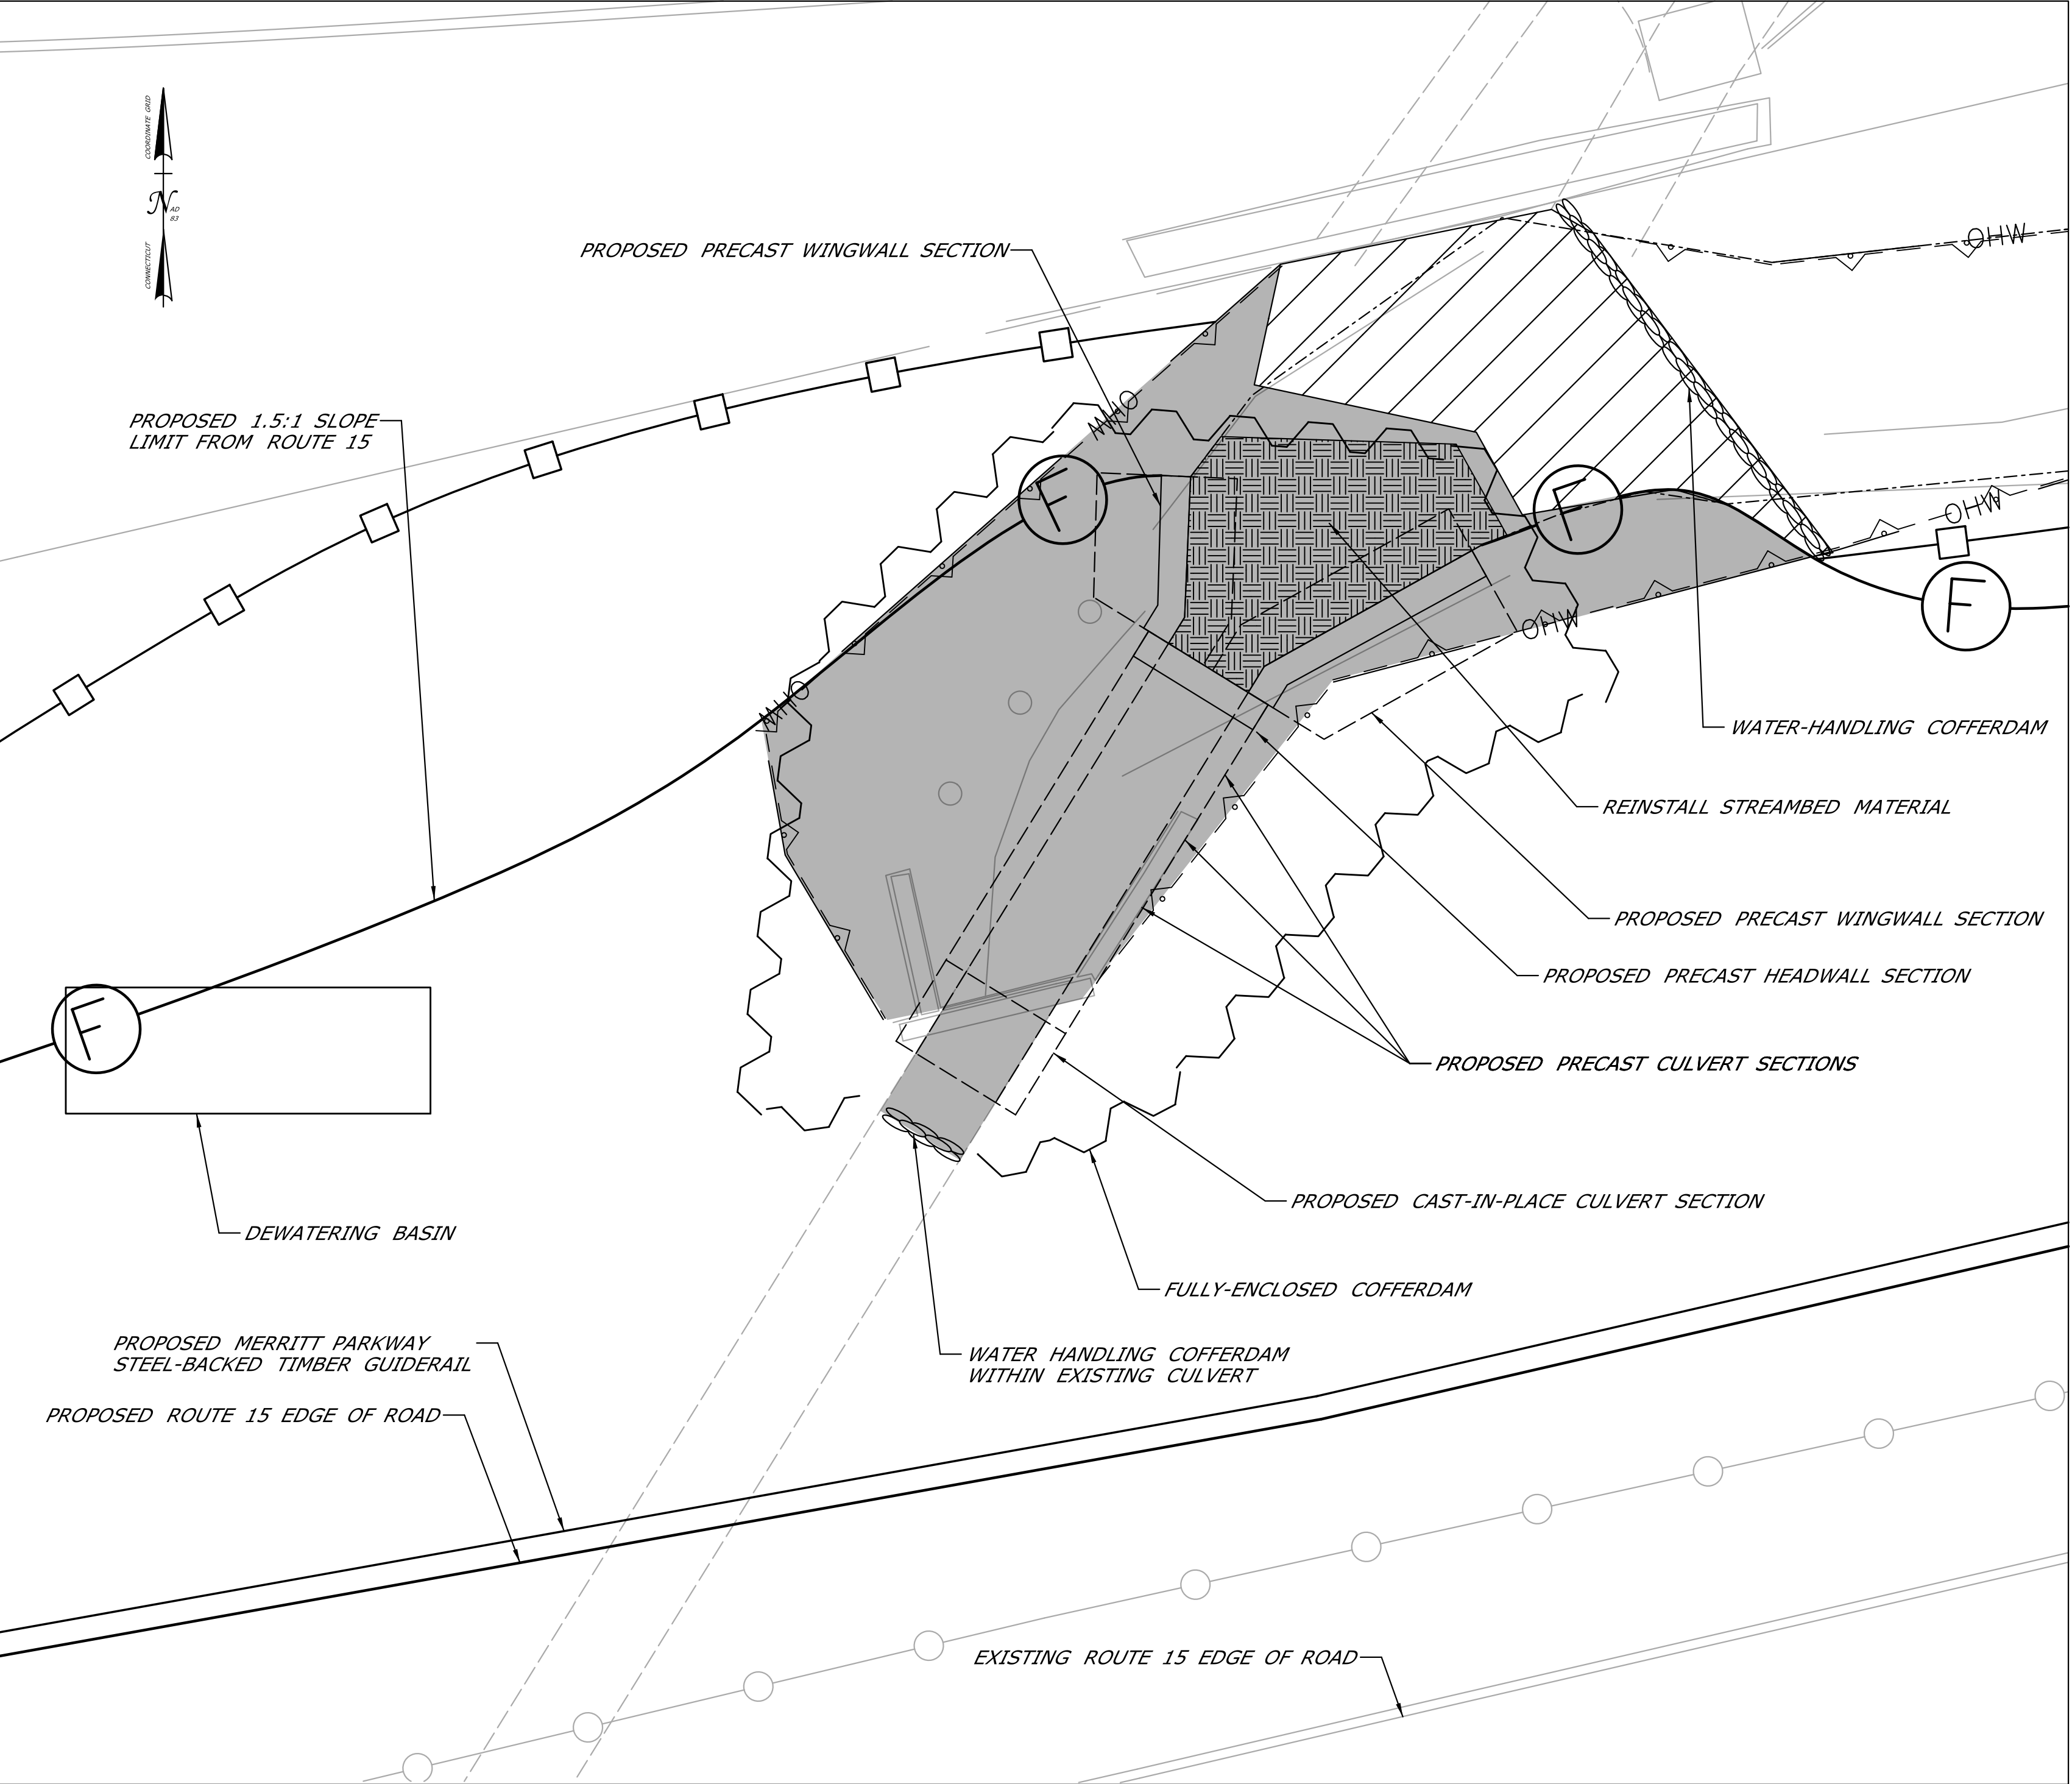 COORDINATE GRID
N
AD
83
CONNECTICUT
PROPOSED PRECAST WINGWALL SECTION
OHW
PROPOSED 1.5:1 SLOPE
LIMIT FROM ROUTE 15
OHW
F
F
OHW
F
OHW
OHW
WATER-HANDLING COFFERDAM
REINSTALL STREAMBED MATERIAL
PROPOSED PRECAST WINGWALL SECTION
PROPOSED PRECAST HEADWALL SECTION
F
PROPOSED PRECAST CULVERT SECTIONS
PROPOSED CAST-IN-PLACE CULVERT SECTION
DEWATERING BASIN
FULLY-ENCLOSED COFFERDAM
PROPOSED MERRITT PARKWAY
STEEL-BACKED TIMBER GUIDERAIL
WATER HANDLING COFFERDAM
WITHIN EXISTING CULVERT
PROPOSED ROUTE 15 EDGE OF ROAD
EXISTING ROUTE 15 EDGE OF ROAD